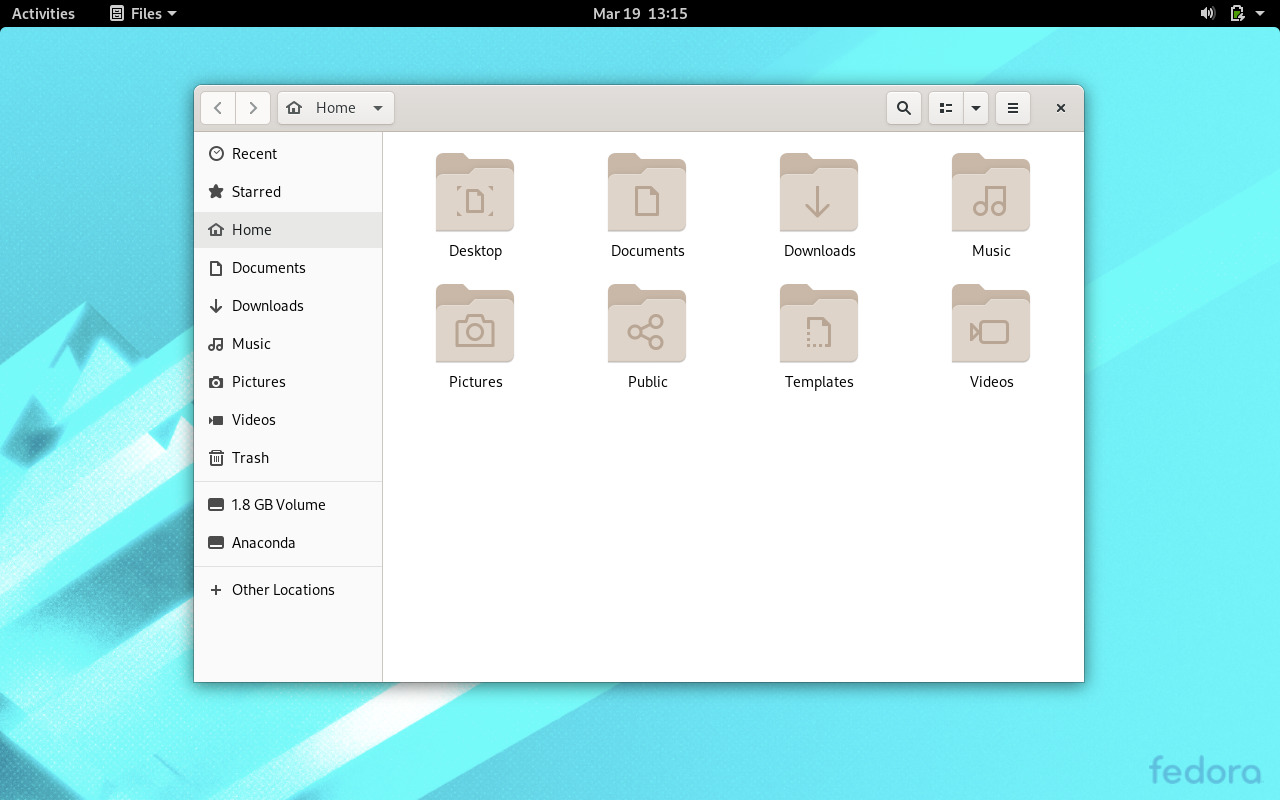 Activities Files Mar 19 13:15
Home
Recent
Starred
Home
Documents
Downloads
Music
Pictures
Videos
Trash
1.8 GB Volume
Anaconda
Other Locations
Desktop Documents Downloads Music
Pictures Public Templates Videos
fedora